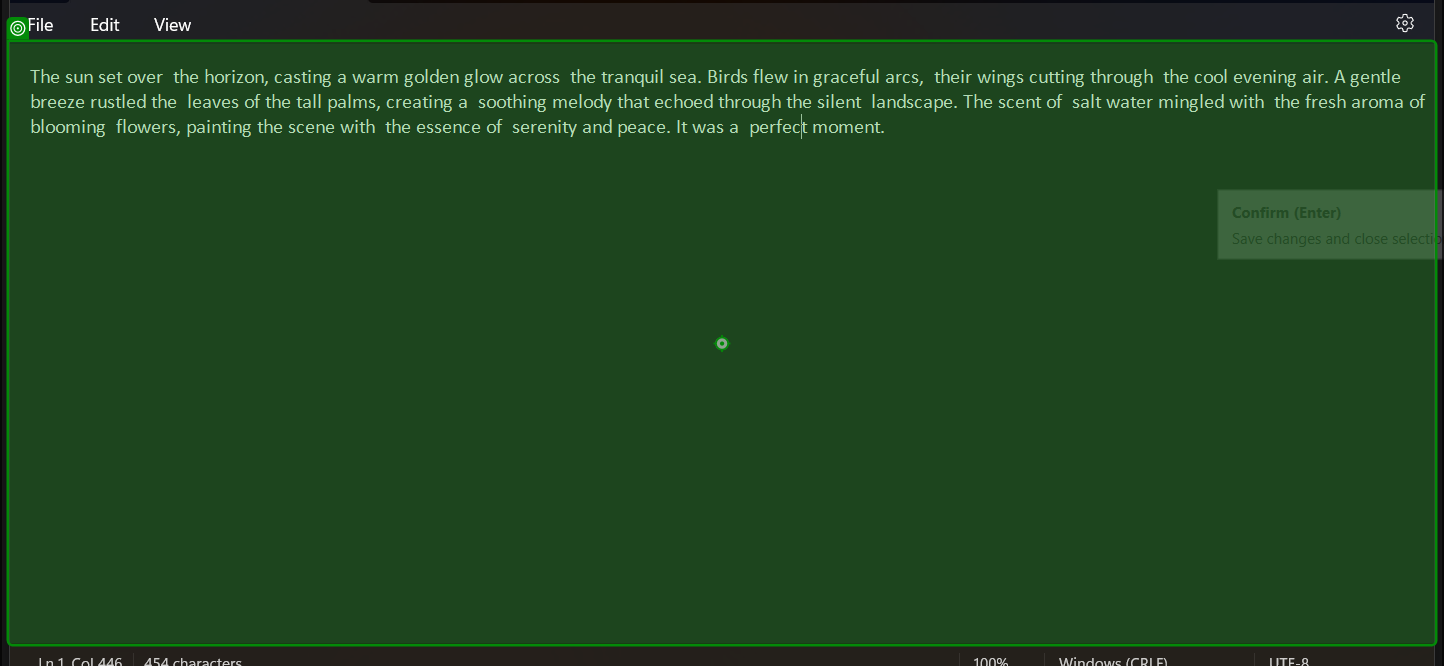 File Edit View
The sun set over  the horizon, casting a warm golden glow across  the tranquil sea. Birds flew in graceful arcs,  their wings cutting through  the cool evening air. A gentle
breeze rustled the  leaves of the tall palms, creating a  soothing melody that echoed through the silent  landscape. The scent of  salt water mingled with  the fresh aroma of
blooming  flowers, painting the scene with  the essence of  serenity and peace. It was a  perfect moment.
Confirm (Enter)
Save changes and close selectio
Ln 1, Col 446 454 characters 100% Windows (CRLF) UTF-8